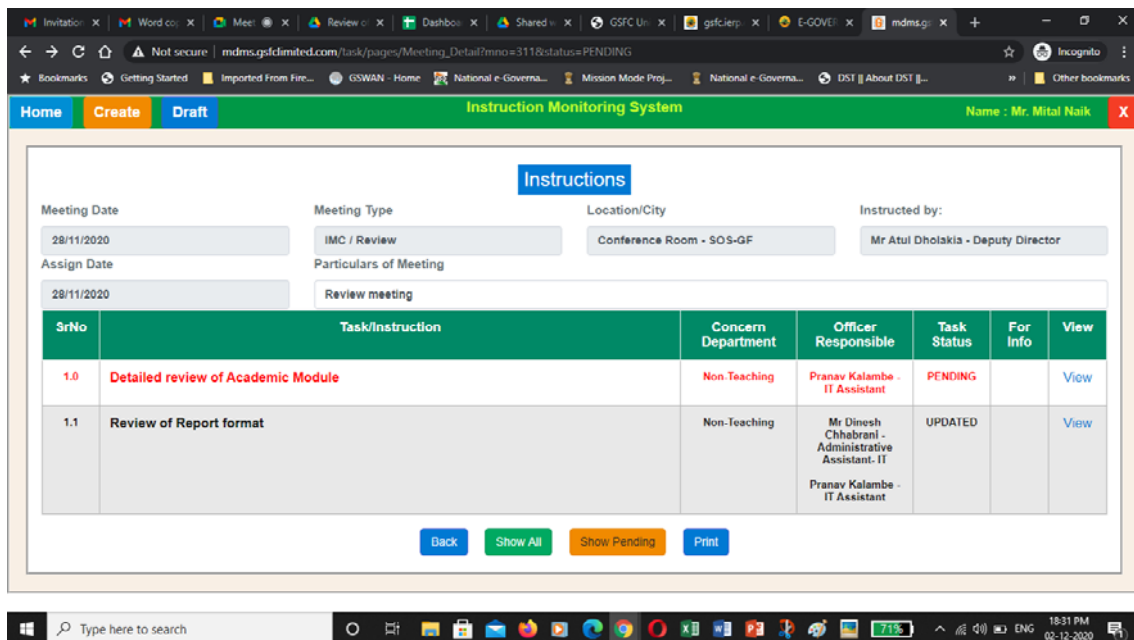 Invitation
Word cop
Meet
Review of
Dashboa
Shared w
GSFC Un
gsfc.ierp.
E-GOVER
mdms.gs
Not secure | mdms.gsfclimited.com/task/pages/Meeting_Detail?mno=311&status=PENDING
Incognito
Bookmarks Getting Started Imported From Fire... GSWAN - Home National e-Governa... Mission Mode Proj... National e-Governa... DST || About DST ||... » Other bookmarks
Home Create Draft Instruction Monitoring System Name : Mr. Mital Naik X
Instructions
Meeting Date Meeting Type Location/City Instructed by:
28/11/2020 IMC / Review Conference Room - SOS-GF Mr Atul Dholakia - Deputy Director
Assign Date Particulars of Meeting
28/11/2020 Review meeting
SrNo Task/Instruction Concern Department Officer Responsible Task Status For Info View
1.0 Detailed review of Academic Module Non-Teaching Pranav Kalambe - IT Assistant PENDING View
1.1 Review of Report format Non-Teaching Mr Dinesh Chhabrani - Administrative Assistant- IT UPDATED View
Pranav Kalambe - IT Assistant
Back Show All Show Pending Print
Type here to search
71%
ENG
18:31 PM
02-12-2020